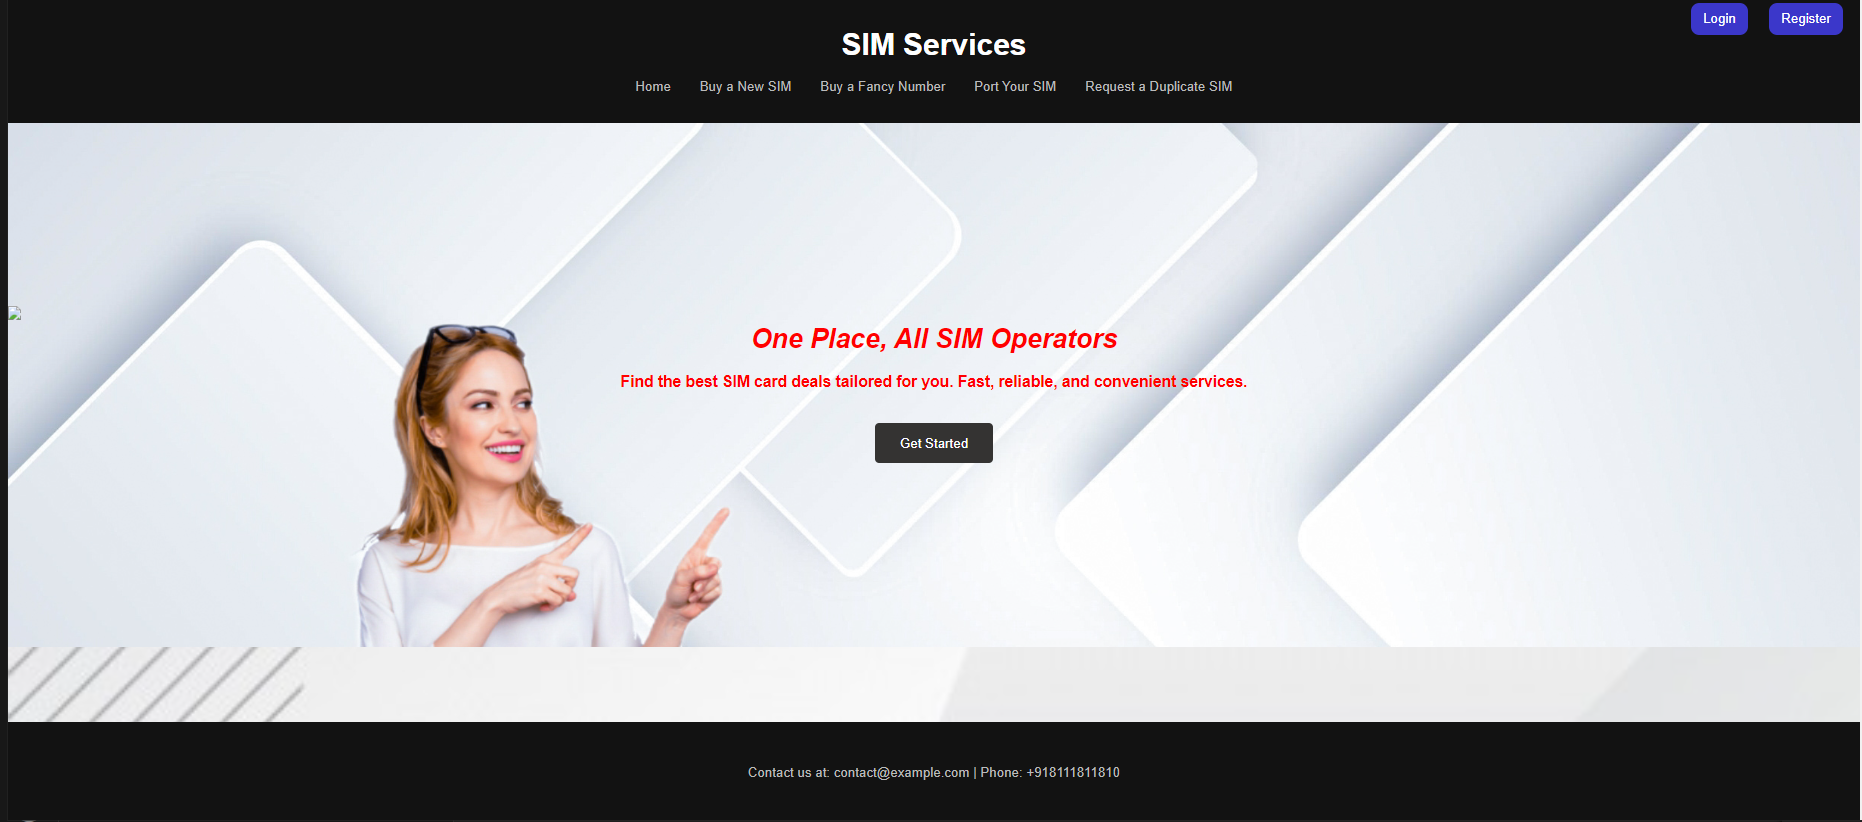 Login Register
SIM Services
Home Buy a New SIM Buy a Fancy Number Port Your SIM Request a Duplicate SIM
One Place, All SIM Operators
Find the best SIM card deals tailored for you. Fast, reliable, and convenient services.
Get Started
Contact us at: contact@example.com | Phone: +918111811810